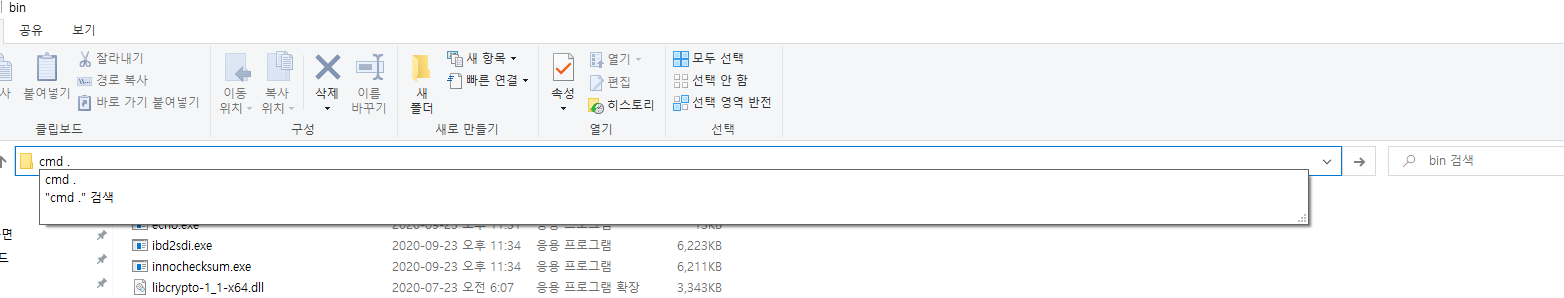 bin
공유 보기
잘라내기
경로 복사
바로 가기 붙여넣기
붙여넣기
클립보드
이동
위치
복사
위치
삭제
이름
바꾸기
구성
새
폴더
새 항목
빠른 연결
새로 만들기
속성
열기
편집
히스토리
열기
모두 선택
선택 안 함
선택 영역 반전
선택
cmd .
bin 검색
cmd .
"cmd ." 검색
echo.exe 2020-09-23 오후 11:31 응용 프로그램 13KB
ibd2sdi.exe 2020-09-23 오후 11:34 응용 프로그램 6,223KB
innochecksum.exe 2020-09-23 오후 11:34 응용 프로그램 6,211KB
libcrypto-1_1-x64.dll 2020-07-23 오전 6:07 응용 프로그램 확장 3,343KB